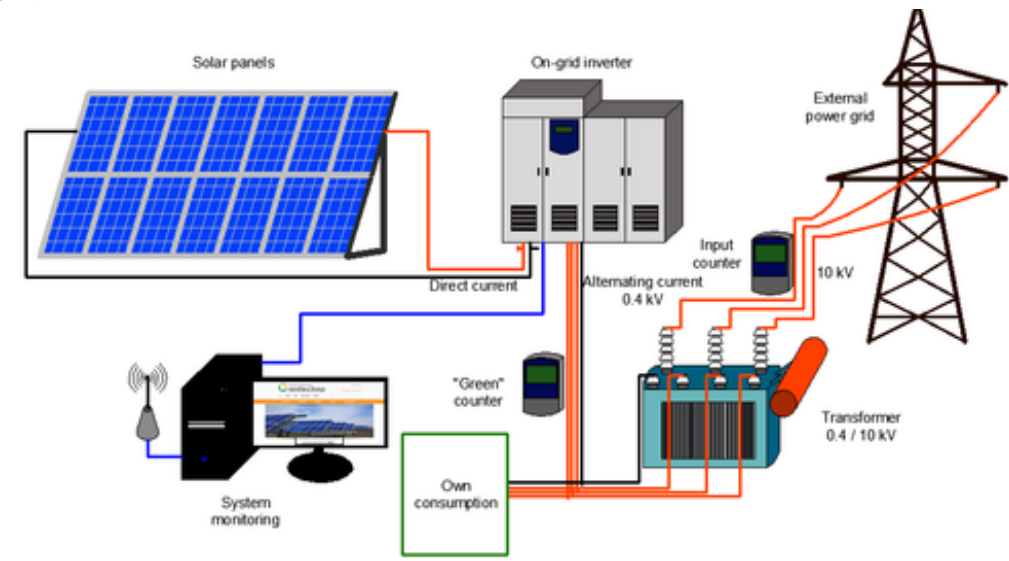 Solar panels
On-grid inverter
External
power grid
Input
counter
10 kV
Direct current
Alternating current
0.4 kV
"Green"
counter
Transformer
0.4 / 10 kV
Own
consumption
System
monitoring